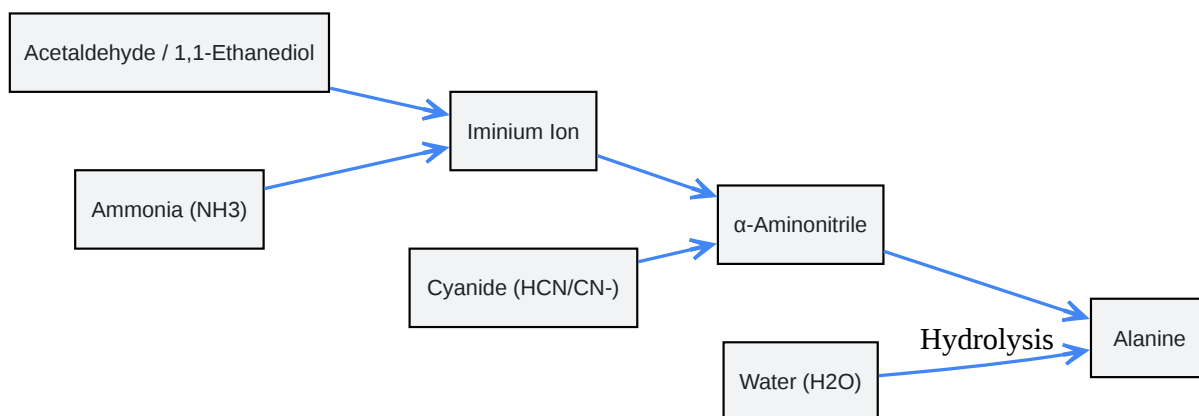 Acetaldehyde / 1,1-Ethanediol
Iminium Ion
Ammonia (NH3)
α-Aminonitrile
Cyanide (HCN/CN-)
Hydrolysis
Alanine
Water (H2O)